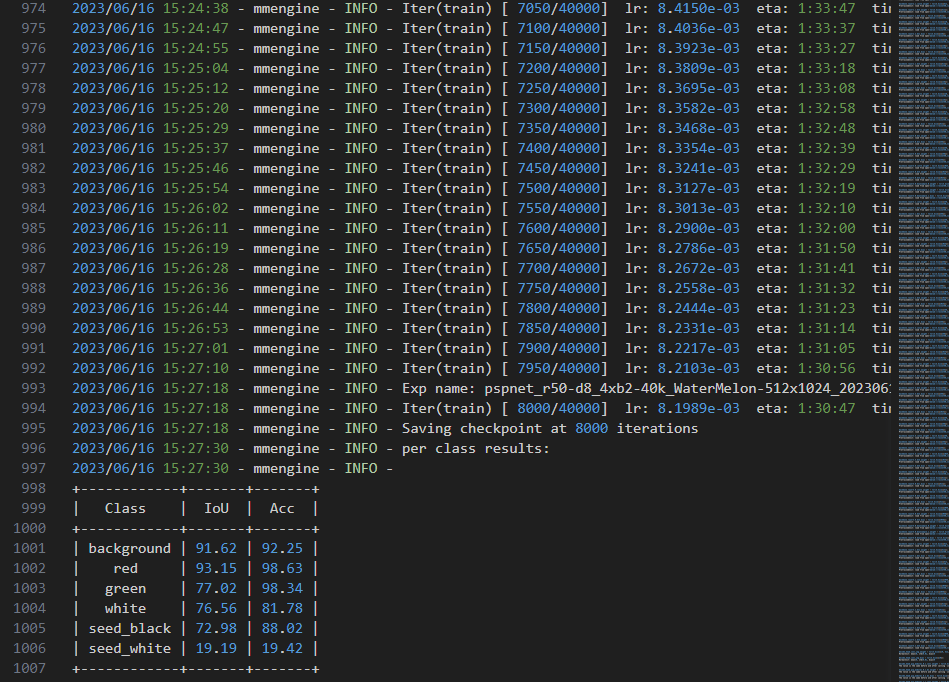 974 2023/06/16 15:24:38 - mmengine - INFO - Iter(train) [ 7050/40000] lr: 8.4150e-03 eta: 1:33:47
975 2023/06/16 15:24:47 - mmengine - INFO - Iter(train) [ 7100/40000] lr: 8.4036e-03 eta: 1:33:37
976 2023/06/16 15:24:55 - mmengine - INFO - Iter(train) [ 7150/40000] lr: 8.3923e-03 eta: 1:33:27
977 2023/06/16 15:25:04 - mmengine - INFO - Iter(train) [ 7200/40000] lr: 8.3809e-03 eta: 1:33:18
978 2023/06/16 15:25:12 - mmengine - INFO - Iter(train) [ 7250/40000] lr: 8.3695e-03 eta: 1:33:08
979 2023/06/16 15:25:20 - mmengine - INFO - Iter(train) [ 7300/40000] lr: 8.3582e-03 eta: 1:32:58
980 2023/06/16 15:25:29 - mmengine - INFO - Iter(train) [ 7350/40000] lr: 8.3468e-03 eta: 1:32:48
981 2023/06/16 15:25:37 - mmengine - INFO - Iter(train) [ 7400/40000] lr: 8.3354e-03 eta: 1:32:39
982 2023/06/16 15:25:46 - mmengine - INFO - Iter(train) [ 7450/40000] lr: 8.3241e-03 eta: 1:32:29
983 2023/06/16 15:25:54 - mmengine - INFO - Iter(train) [ 7500/40000] lr: 8.3127e-03 eta: 1:32:19
984 2023/06/16 15:26:02 - mmengine - INFO - Iter(train) [ 7550/40000] lr: 8.3013e-03 eta: 1:32:10
985 2023/06/16 15:26:11 - mmengine - INFO - Iter(train) [ 7600/40000] lr: 8.2900e-03 eta: 1:32:00
986 2023/06/16 15:26:19 - mmengine - INFO - Iter(train) [ 7650/40000] lr: 8.2786e-03 eta: 1:31:50
987 2023/06/16 15:26:28 - mmengine - INFO - Iter(train) [ 7700/40000] lr: 8.2672e-03 eta: 1:31:41
988 2023/06/16 15:26:36 - mmengine - INFO - Iter(train) [ 7750/40000] lr: 8.2558e-03 eta: 1:31:32
989 2023/06/16 15:26:44 - mmengine - INFO - Iter(train) [ 7800/40000] lr: 8.2444e-03 eta: 1:31:23
990 2023/06/16 15:26:53 - mmengine - INFO - Iter(train) [ 7850/40000] lr: 8.2331e-03 eta: 1:31:14
991 2023/06/16 15:27:01 - mmengine - INFO - Iter(train) [ 7900/40000] lr: 8.2217e-03 eta: 1:31:05
992 2023/06/16 15:27:10 - mmengine - INFO - Iter(train) [ 7950/40000] lr: 8.2103e-03 eta: 1:30:56
993 2023/06/16 15:27:18 - mmengine - INFO - Exp name: pspnet_r50-d8_4xb2-40k_WaterMelon-512x1024_202306
994 2023/06/16 15:27:18 - mmengine - INFO - Iter(train) [ 8000/40000] lr: 8.1989e-03 eta: 1:30:47
995 2023/06/16 15:27:18 - mmengine - INFO - Saving checkpoint at 8000 iterations
996 2023/06/16 15:27:30 - mmengine - INFO - per class results:
997 2023/06/16 15:27:30 - mmengine - INFO -
998 +------------+-------+-------+
999 | Class | IoU | Acc |
1000 +------------+-------+-------+
1001 | background | 91.62 | 92.25 |
1002 | red | 93.15 | 98.63 |
1003 | green | 77.02 | 98.34 |
1004 | white | 76.56 | 81.78 |
1005 | seed_black | 72.98 | 88.02 |
1006 | seed_white | 19.19 | 19.42 |
1007 +------------+-------+-------+